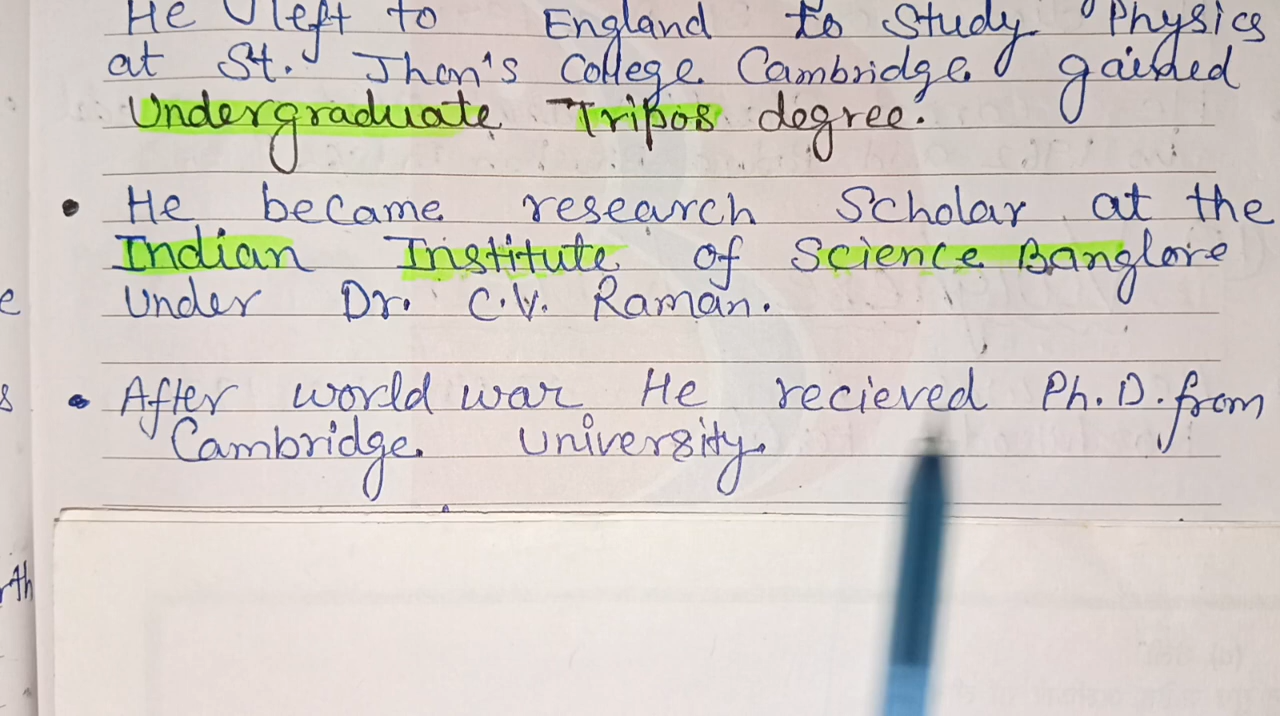 He left to England to Study Physics
at St. Jhon's College Cambridge gainded
Undergraduate Tripos degree.
• He became research Scholar at the
Indian Institute of Science Banglore
Under Dr. C.V. Raman.
e
s • After world war He recieved Ph.D. from
Cambridge University.
rth